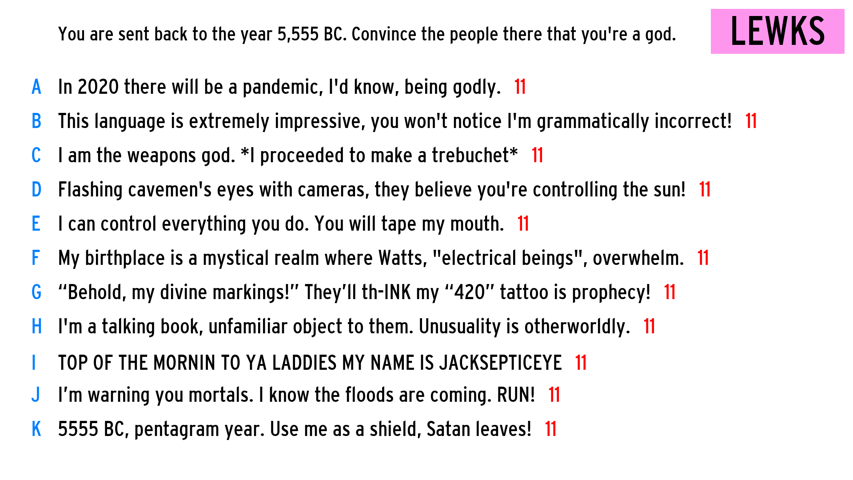 You are sent back to the year 5,555 BC. Convince the people there that you're a god.
LEWKS
A In 2020 there will be a pandemic, I'd know, being godly. 11
B This language is extremely impressive, you won't notice I'm grammatically incorrect! 11
C I am the weapons god. *I proceeded to make a trebuchet* 11
D Flashing cavemen's eyes with cameras, they believe you're controlling the sun! 11
E I can control everything you do. You will tape my mouth. 11
F My birthplace is a mystical realm where Watts, "electrical beings", overwhelm. 11
G “Behold, my divine markings!” They’ll th-INK my “420” tattoo is prophecy! 11
H I'm a talking book, unfamiliar object to them. Unusuality is otherworldly. 11
I TOP OF THE MORNIN TO YA LADDIES MY NAME IS JACKSEPTICEYE 11
J I’m warning you mortals. I know the floods are coming. RUN! 11
K 5555 BC, pentagram year. Use me as a shield, Satan leaves! 11